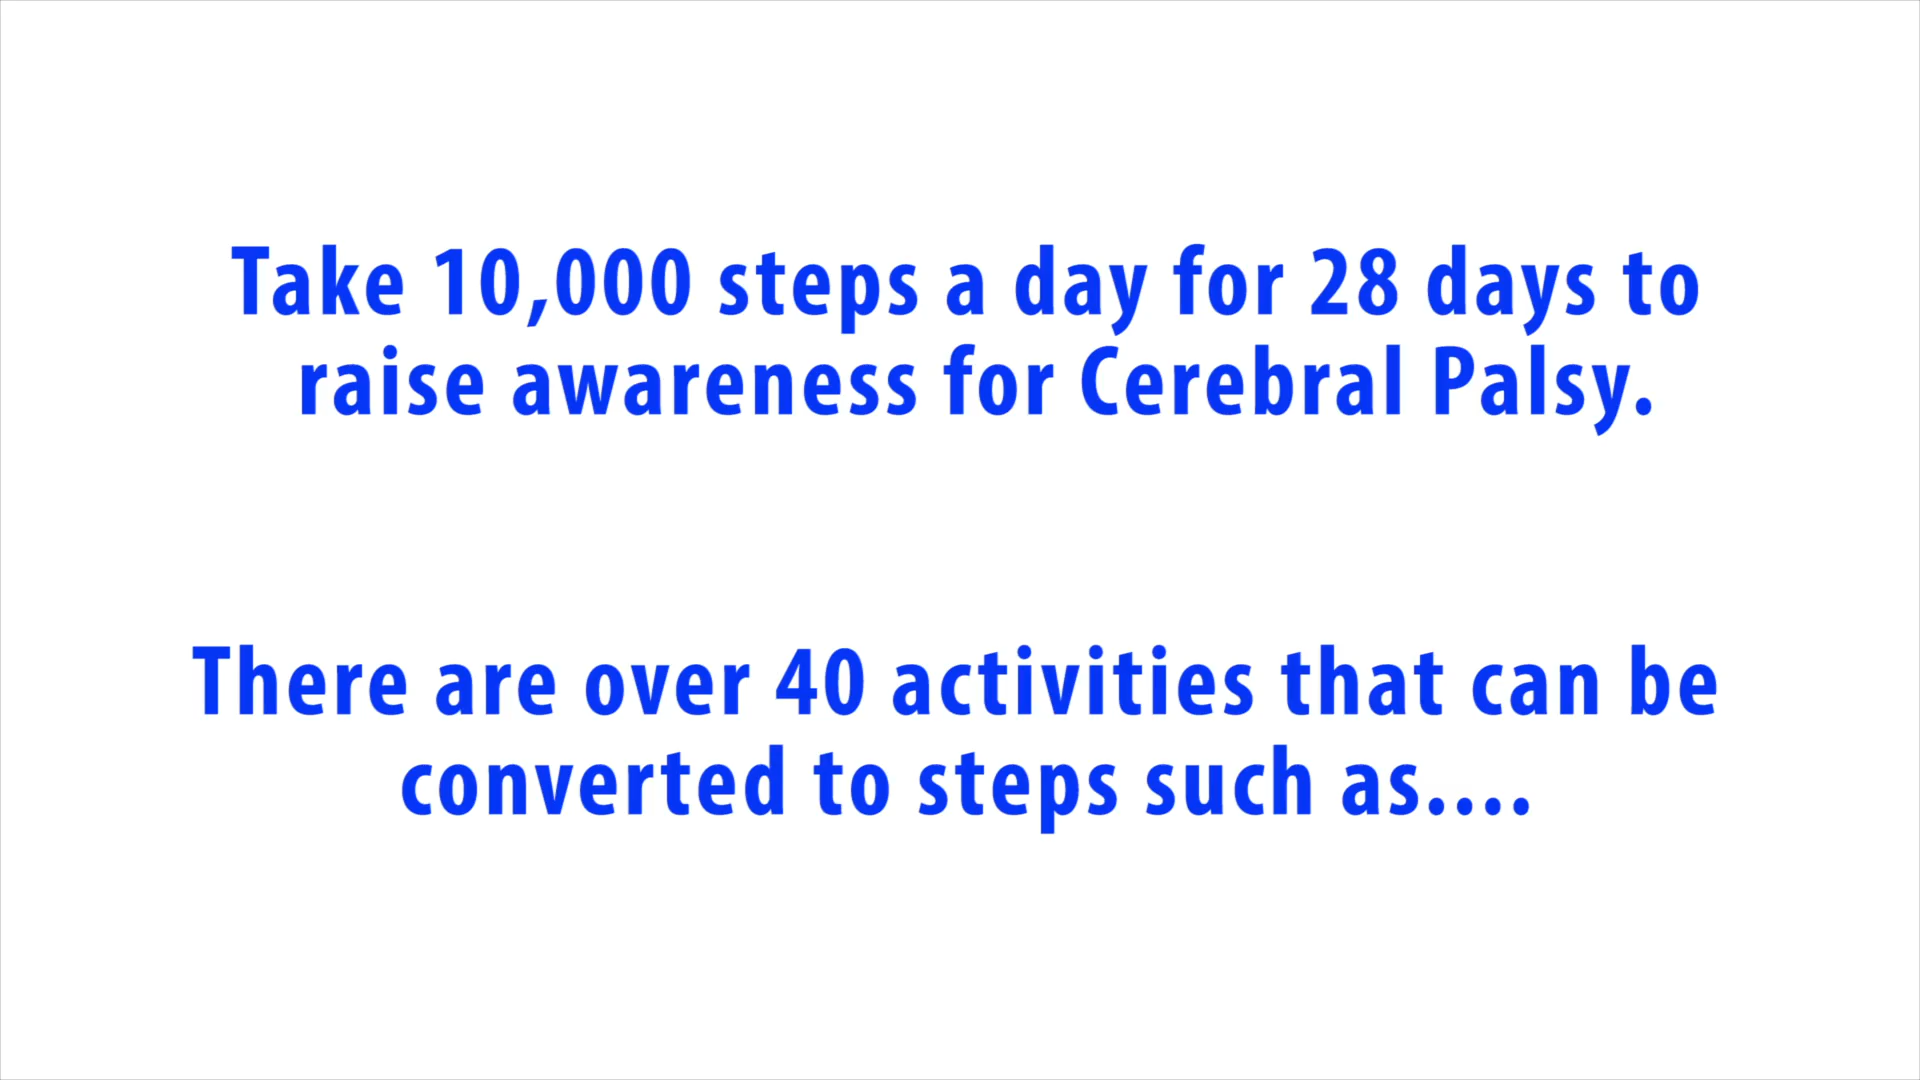 Take 10,000 steps a day for 28 days to
raise awareness for Cerebral Palsy.
There are over 40 activities that can be
converted to steps such as....